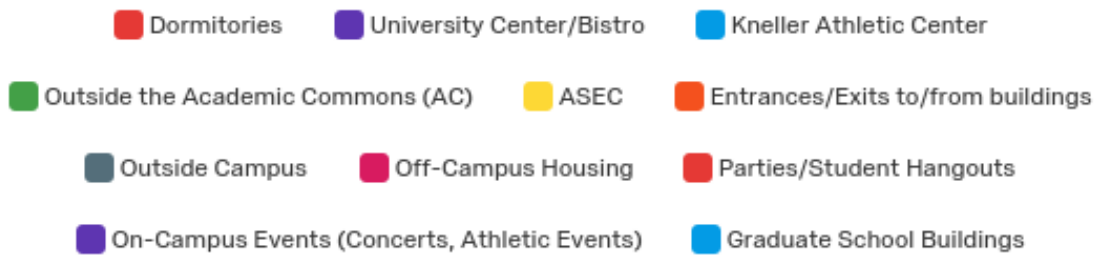 Dormitories University Center/Bistro Kneller Athletic Center
Outside the Academic Commons (AC) ASEC Entrances/Exits to/from buildings
Outside Campus Off-Campus Housing Parties/Student Hangouts
On-Campus Events (Concerts, Athletic Events) Graduate School Buildings